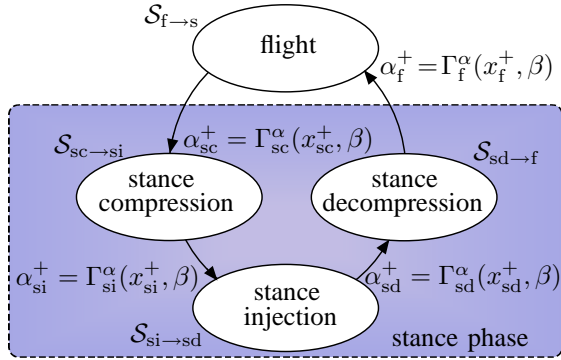 𝒮_{f→s}
flight
α_f^+ = Γ_f^α(x_f^+, β)
α_{sc}^+ = Γ_{sc}^α(x_{sc}^+, β)
𝒮_{sc→si}
𝒮_{sd→f}
stance
compression
stance
decompression
α_{si}^+ = Γ_{si}^α(x_{si}^+, β)
α_{sd}^+ = Γ_{sd}^α(x_{sd}^+, β)
stance
injection
𝒮_{si→sd}
stance phase